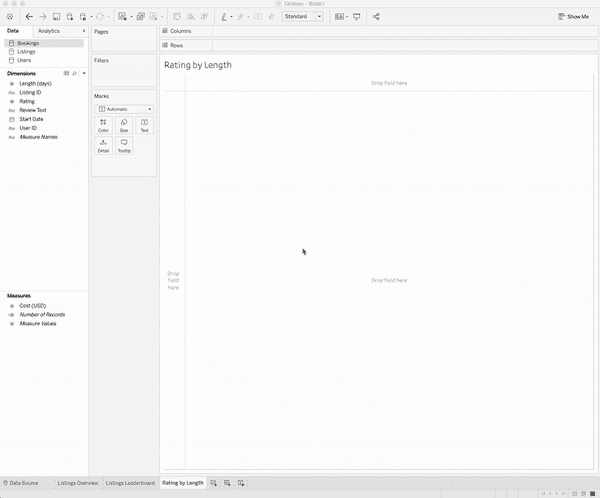 Tableau - Book1
Standard
Show Me
Data
Analytics
Pages
Columns
Rows
Bookings
Listings
Users
Filters
Dimensions
Length (days)
Listing ID
Rating
Review Text
Start Date
User ID
Measure Names
Marks
Automatic
Color
Size
Text
Detail
Tooltip
Rating by Length
Drop field here
Drop
field
here
Drop field here
Measures
Cost (USD)
Number of Records
Measure Values
Data Source
Listings Overview
Listings Leaderboard
Rating by Length